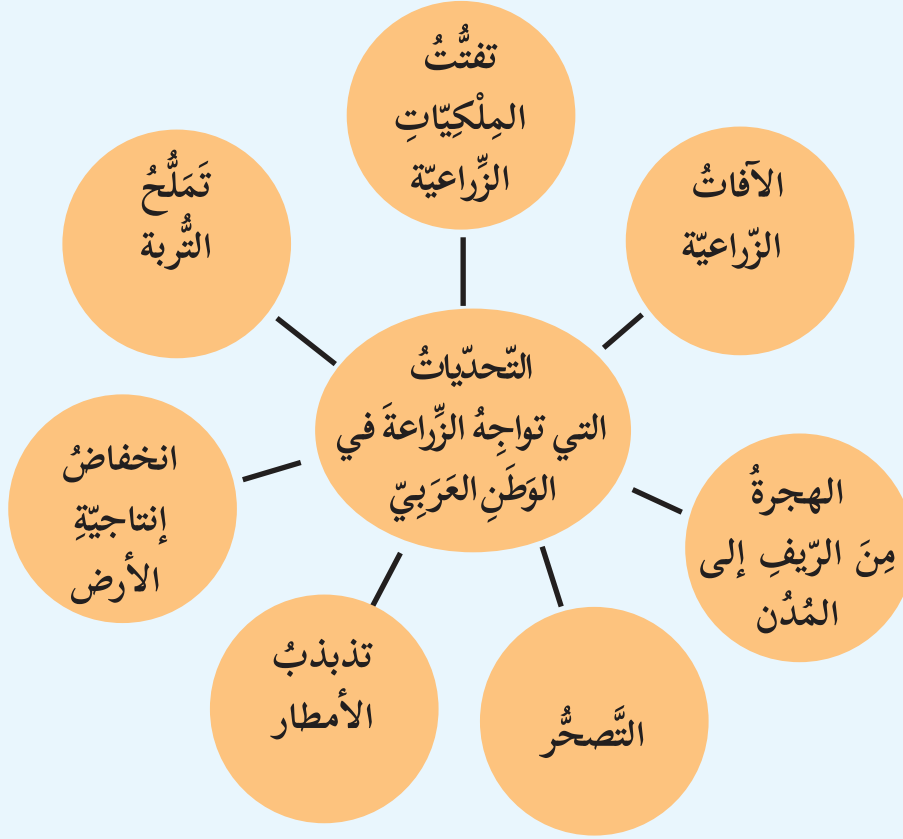 تفتُّتُ
المِلْكِيّاتِ
الزِّراعيّة
الآفاتُ
الزّراعيّة
تَمَلُّحُ
التُّربة
التّحدّياتُ
التي تواجِهُ الزِّراعةَ في
الوَطَنِ العَرَبِيّ
الهجرةُ
مِنَ الرّيفِ إلى
المُدُن
انخفاضُ
إنتاجيّةِ
الأرض
تذبذبُ
الأمطار
التَّصحُّر